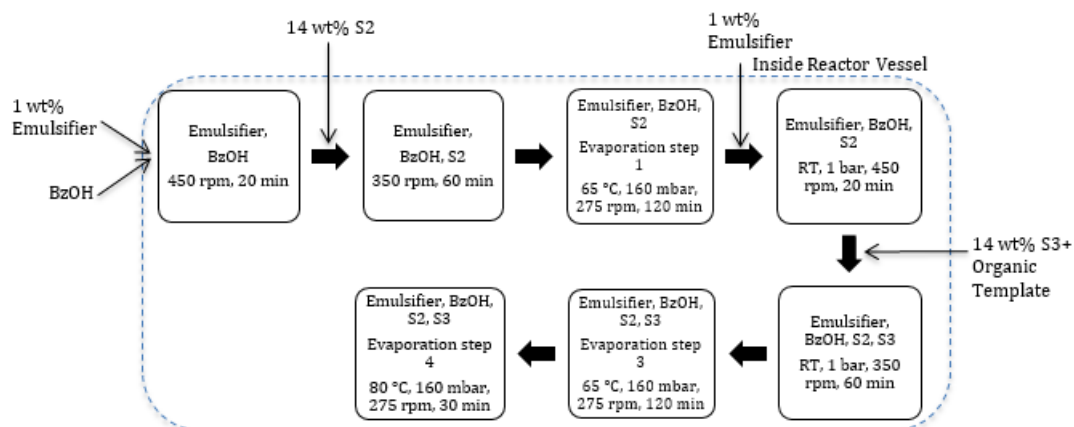 14 wt% S2
1 wt%
Emulsifier
Inside Reactor Vessel
1 wt%
Emulsifier
BzOH
Emulsifier,
BzOH
450 rpm, 20 min
Emulsifier,
BzOH, S2
350 rpm, 60 min
Emulsifier, BzOH,
S2
Evaporation step
1
65 °C, 160 mbar,
275 rpm, 120 min
Emulsifier, BzOH,
S2
RT, 1 bar, 450
rpm, 20 min
14 wt% S3+
Organic
Template
Emulsifier,
BzOH, S2, S3
RT, 1 bar, 350
rpm, 60 min
Emulsifier, BzOH,
S2, S3
Evaporation step
3
65 °C, 160 mbar,
275 rpm, 120 min
Emulsifier, BzOH,
S2, S3
Evaporation step
4
80 °C, 160 mbar,
275 rpm, 30 min